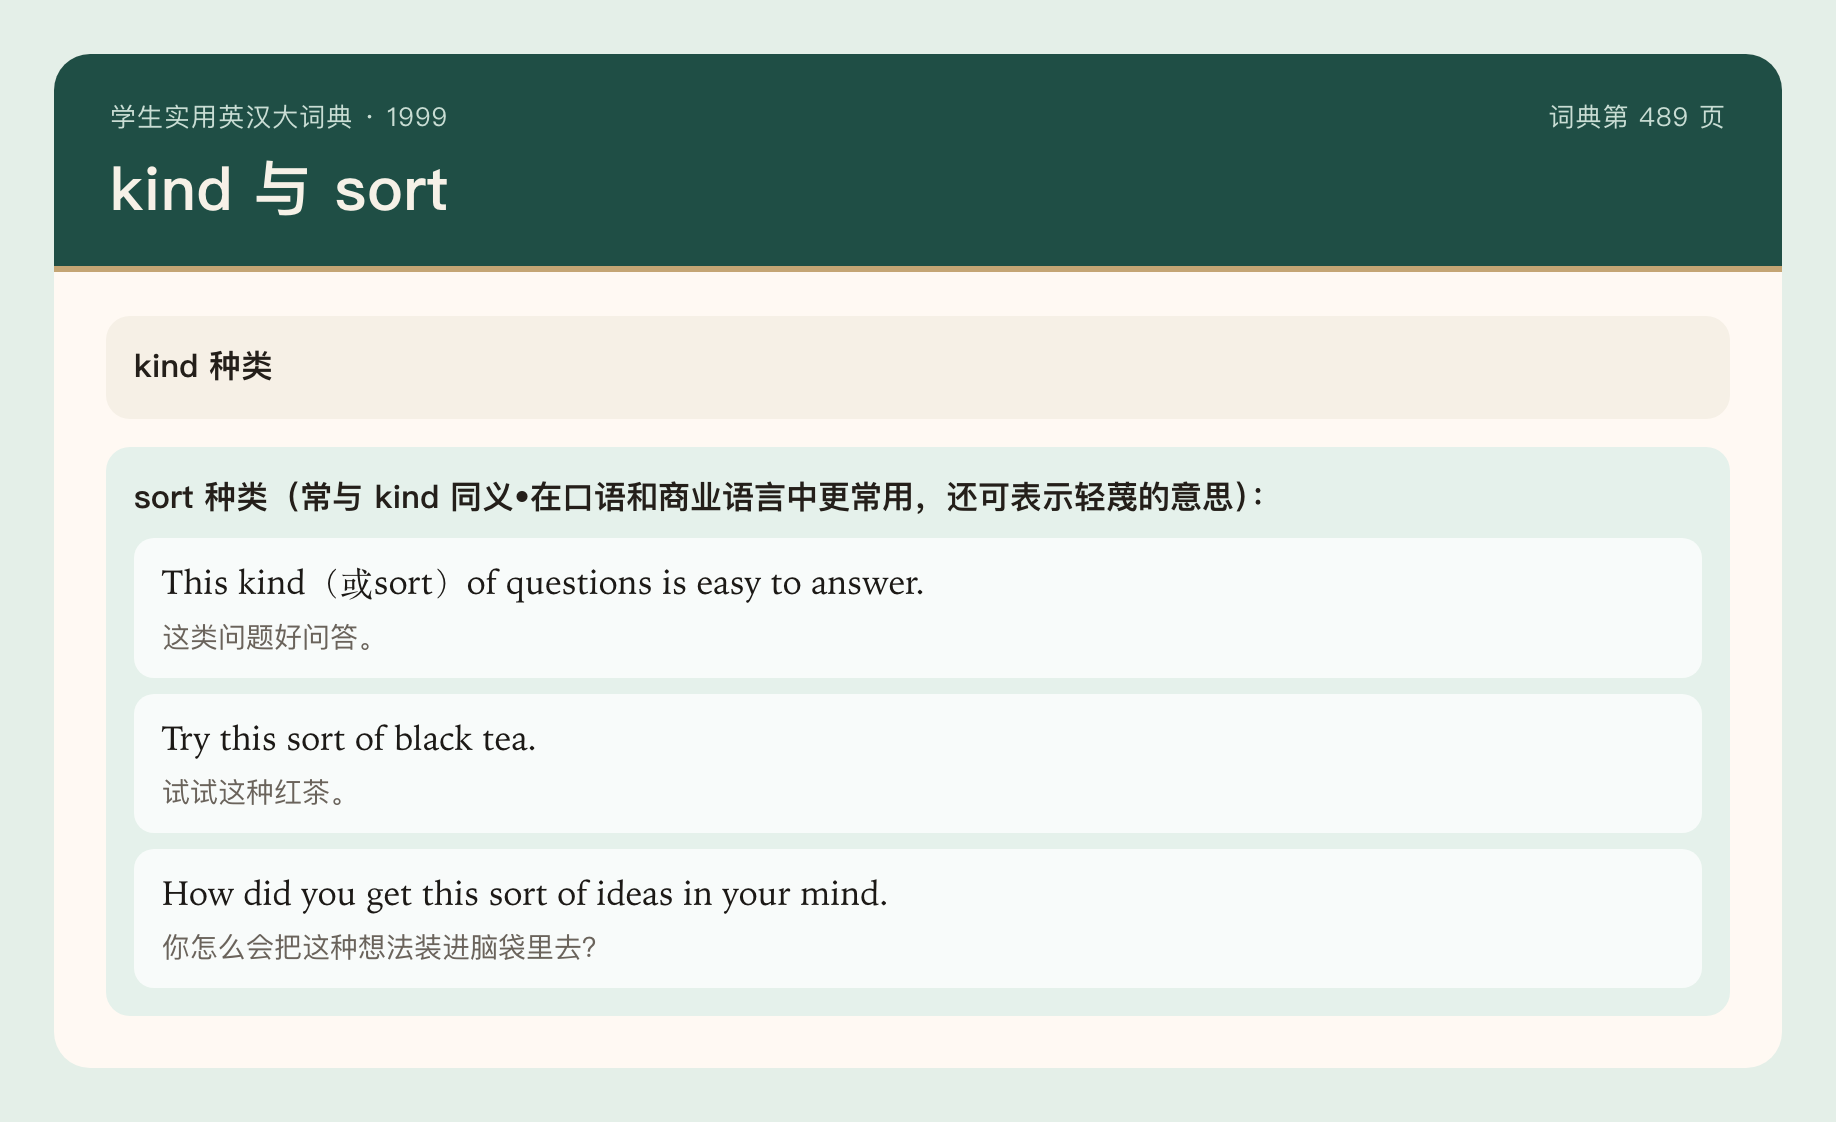 学生实用英汉大词典 · 1999
词典第 489 页
kind 与 sort
kind 种类
sort 种类（常与 kind 同义•在口语和商业语言中更常用，还可表示轻蔑的意思）：
This kind（或sort）of questions is easy to answer.
这类问题好问答。
Try this sort of black tea.
试试这种红茶。
How did you get this sort of ideas in your mind.
你怎么会把这种想法装进脑袋里去？